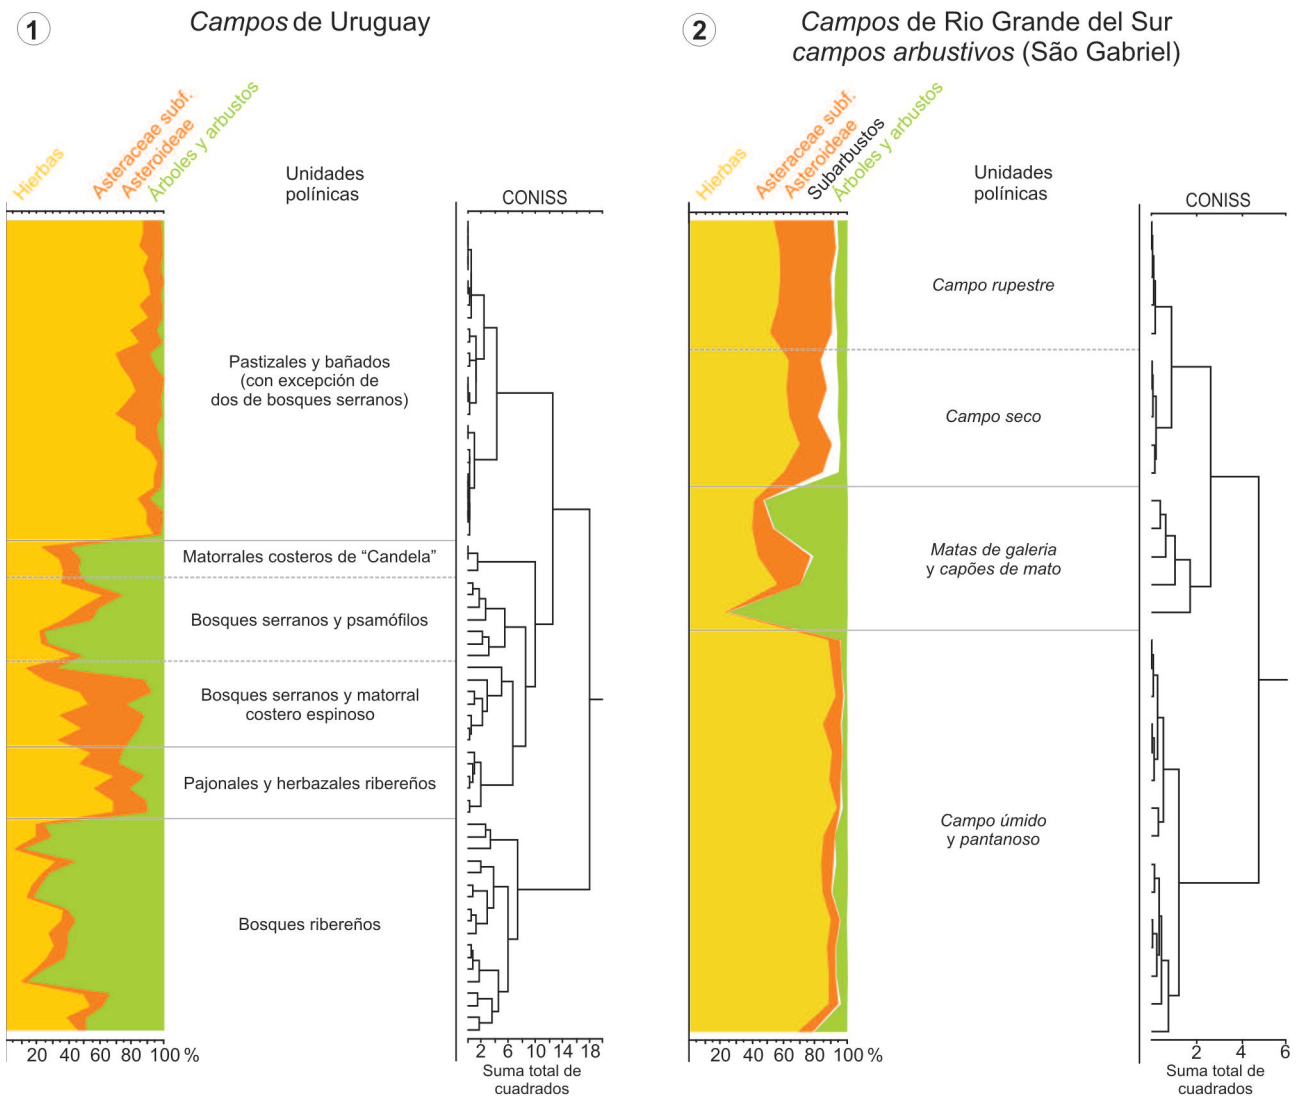 1
Campos de Uruguay
Hierbas
Asteraceae subf.
Asteroideae
Árboles y arbustos
Unidades
polínicas
CONISS
Pastizales y bañados
(con excepción de
dos de bosques serranos)
Matorrales costeros de “Candela”
Bosques serranos y psamófilos
Bosques serranos y matorral
costero espinoso
Pajonales y herbazales ribereños
Bosques ribereños
20 40 60 80 100 %
2 6 10 14 18
Suma total de
cuadrados
2
Campos de Rio Grande del Sur
campos arbustivos (São Gabriel)
Hierbas
Asteraceae subf.
Asteroideae
Subarbustos
Árboles y arbustos
Unidades
polínicas
CONISS
Campo rupestre
Campo seco
Matas de galeria
y capões de mato
Campo úmido
y pantanoso
20 40 60 80 100 %
2 4 6
Suma total de
cuadrados